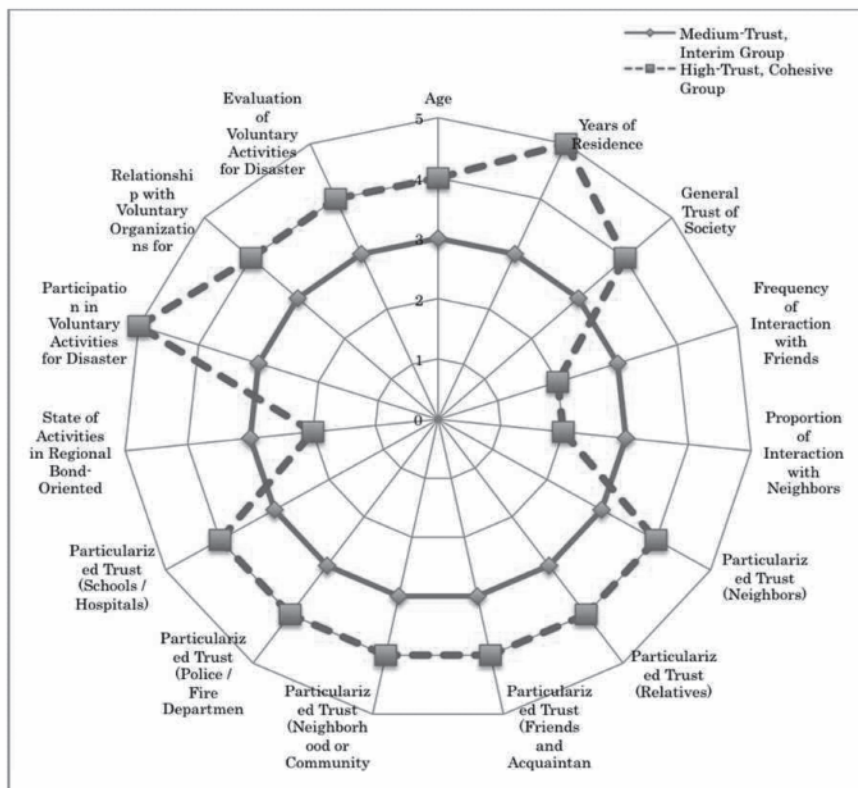 Medium-Trust,
Interim Group
High-Trust, Cohesive
Group
Age
Years of
Residence
General
Trust of
Society
Frequency
of
Interaction
with
Friends
Proportion
of
Interaction
with
Neighbors
Particulariz
ed Trust
(Neighbors)
Particulariz
ed Trust
(Relatives)
Particulariz
ed Trust
(Friends
and
Acquaintan
Particulariz
ed Trust
(Neighborh
ood or
Community
Particulariz
ed Trust
(Police /
Fire
Departmen
Particulariz
ed Trust
(Schools /
Hospitals)
State of
Activities
in Regional
Bond-
Oriented
Participatio
n in
Voluntary
Activities
for Disaster
Relationshi
p with
Voluntary
Organizatio
ns for
Evaluation
of
Voluntary
Activities
for Disaster
5
4
3
2
1
0